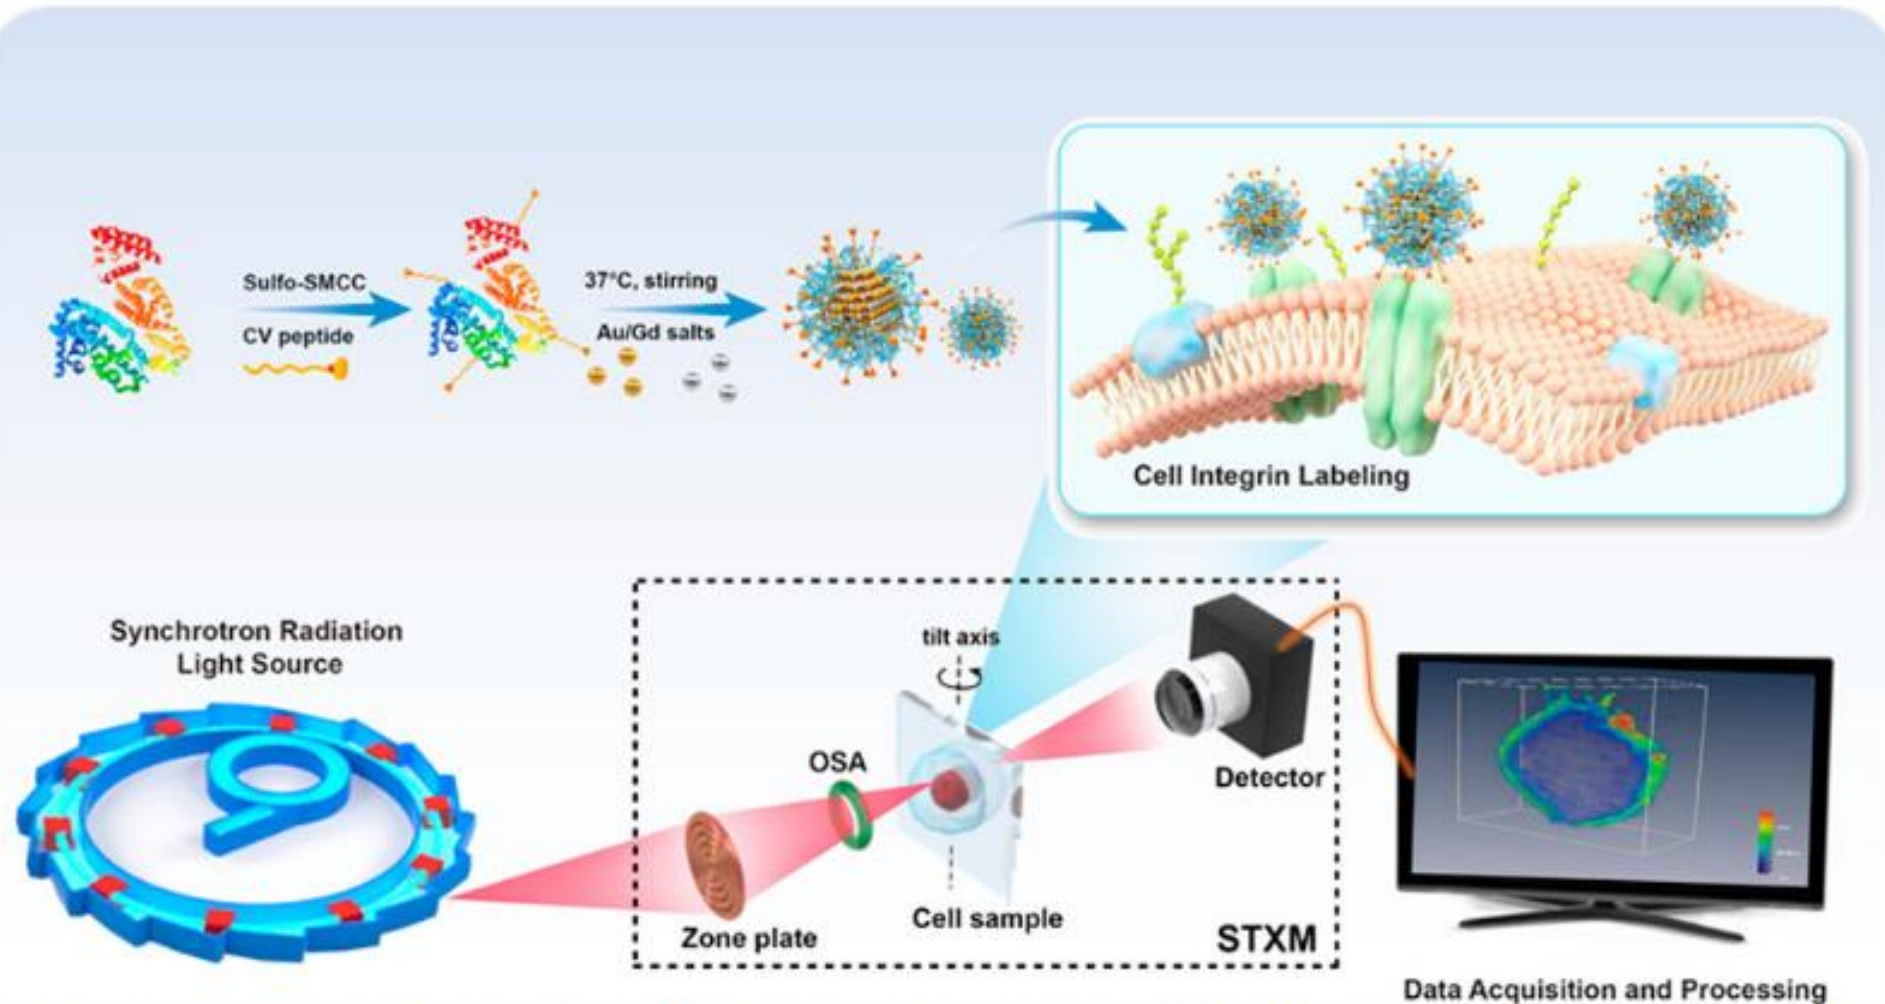 Sulfo-SMCC
CV peptide
37°C, stirring
Au/Gd salts
Cell Integrin Labeling
Synchrotron Radiation
Light Source
tilt axis
OSA
Detector
Zone plate
Cell sample
STXM
Data Acquisition and Processing